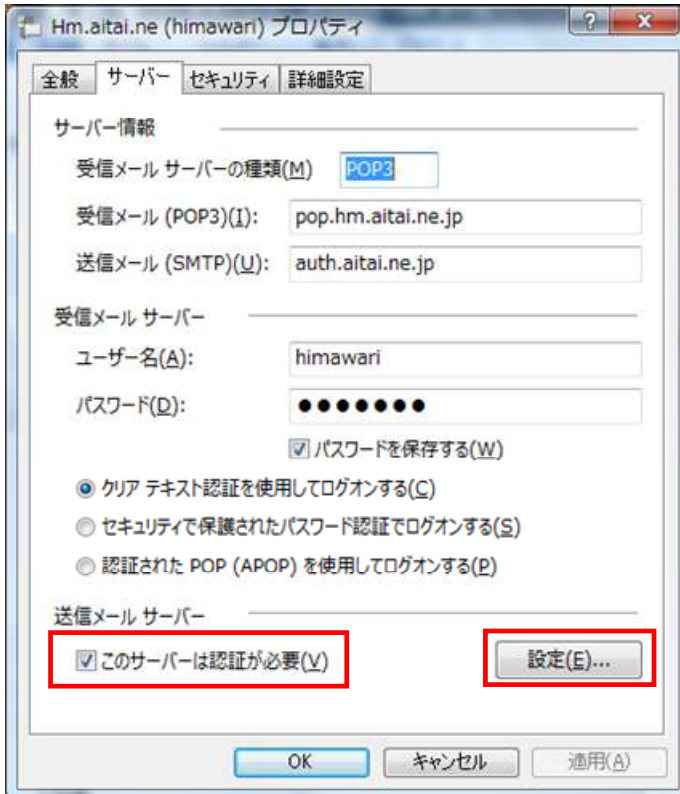 Hm.aitai.ne (himawari) プロパティ
全般 サーバー セキュリティ 詳細設定
サーバー情報
受信メール サーバーの種類(M) POP3
受信メール (POP3)(I): pop.hm.aitai.ne.jp
送信メール (SMTP)(U): auth.aitai.ne.jp
受信メール サーバー
ユーザー名(A): himawari
パスワード(D): ●●●●●●●
パスワードを保存する(W)
クリア テキスト認証を使用してログオンする(C)
セキュリティで保護されたパスワード認証でログオンする(S)
認証された POP (APOP) を使用してログオンする(P)
送信メール サーバー
このサーバーは認証が必要(V) 設定(E)...
OK キャンセル 適用(A)